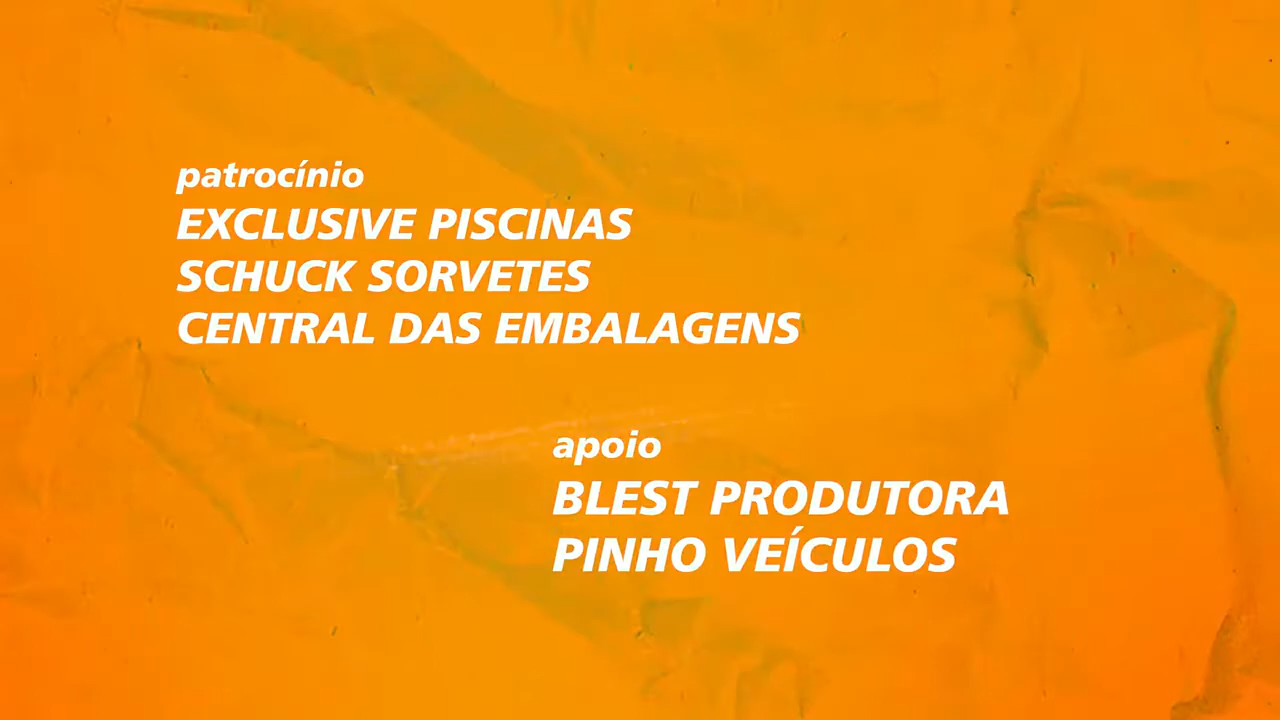 patrocínio
EXCLUSIVE PISCINAS
SCHUCK SORVETES
CENTRAL DAS EMBALAGENS
apoio
BLEST PRODUTORA
PINHO VEÍCULOS